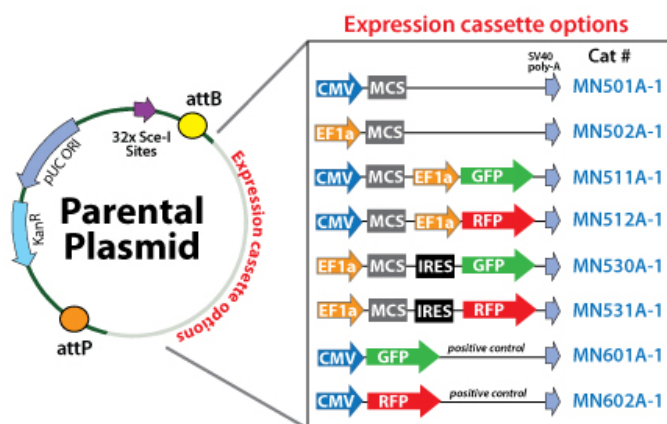 Expression cassette options
SV40
poly-A
Cat #
CMV MCS MN501A-1
EF1a MCS MN502A-1
CMV MCS EF1a GFP MN511A-1
CMV MCS EF1a RFP MN512A-1
EF1a MCS IRES GFP MN530A-1
EF1a MCS IRES RFP MN531A-1
CMV GFP positive control MN601A-1
CMV RFP positive control MN602A-1
attB
32x Sce-I
Sites
pUC ORI
KanR
Parental
Plasmid
Expression cassette options
attP